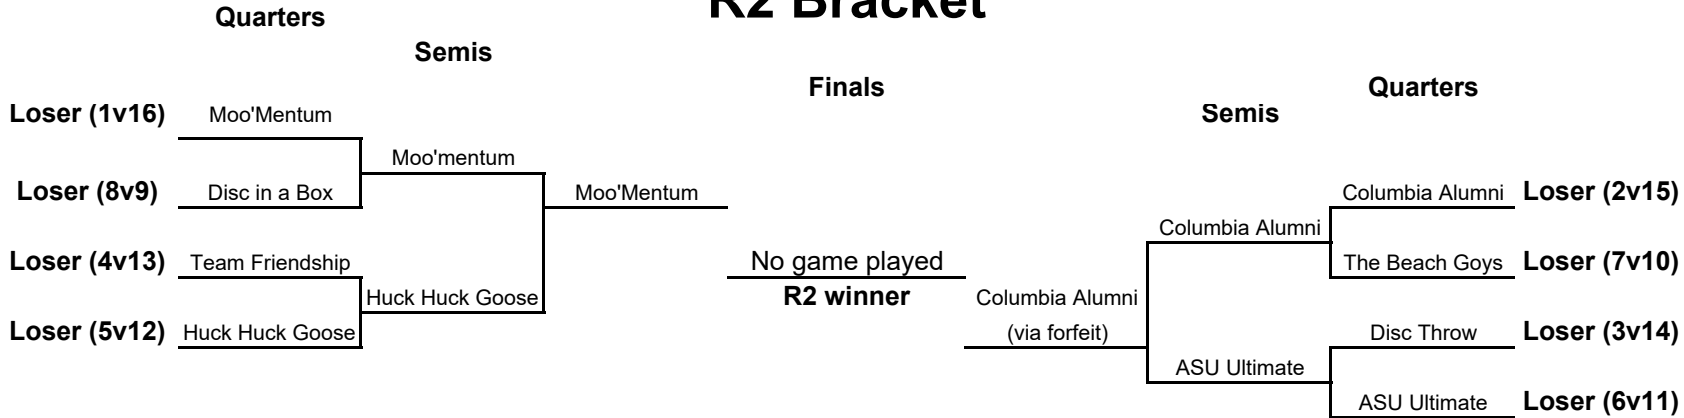 R2 Bracket
Quarters
Semis
Finals
Quarters
Semis
Loser (1v16) Moo'Mentum
Moo'mentum
Loser (8v9) Disc in a Box
Moo'Mentum
Columbia Alumni Loser (2v15)
Columbia Alumni
Loser (4v13) Team Friendship
No game played
The Beach Goys Loser (7v10)
Huck Huck Goose
R2 winner
Columbia Alumni
Loser (5v12) Huck Huck Goose
(via forfeit)
Disc Throw Loser (3v14)
ASU Ultimate
ASU Ultimate Loser (6v11)